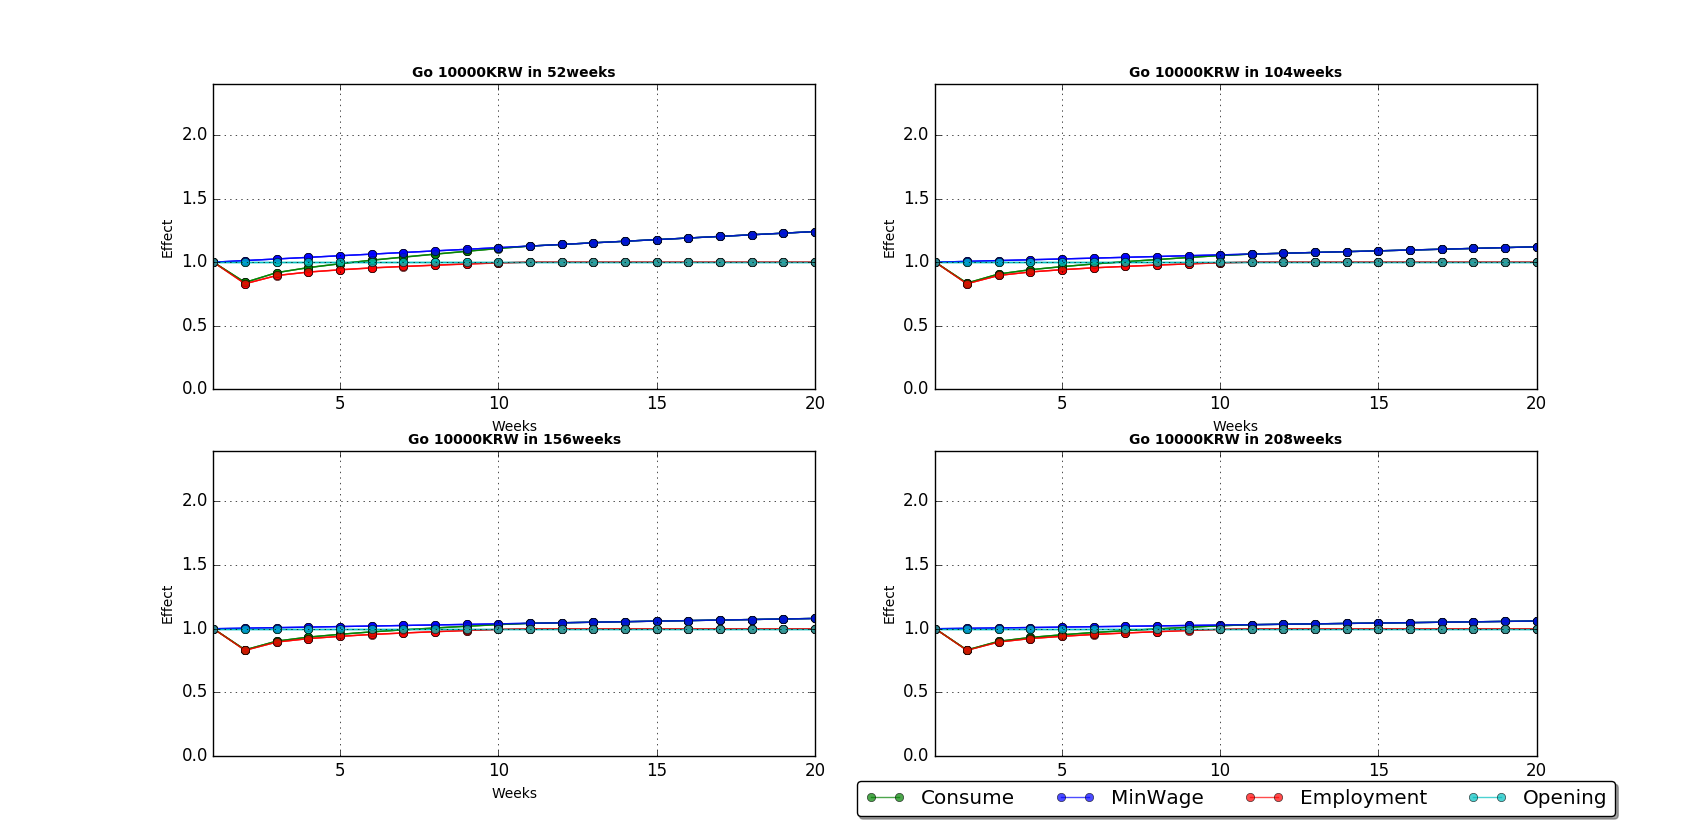 Go 10000KRW in 52weeks
Effect
2.0
1.5
1.0
0.5
0.0
5 10 15 20
Weeks
Go 10000KRW in 104weeks
Effect
2.0
1.5
1.0
0.5
0.0
5 10 15 20
Weeks
Go 10000KRW in 156weeks
Effect
2.0
1.5
1.0
0.5
0.0
5 10 15 20
Weeks
Go 10000KRW in 208weeks
Effect
2.0
1.5
1.0
0.5
0.0
5 10 15 20
Consume MinWage Employment Opening